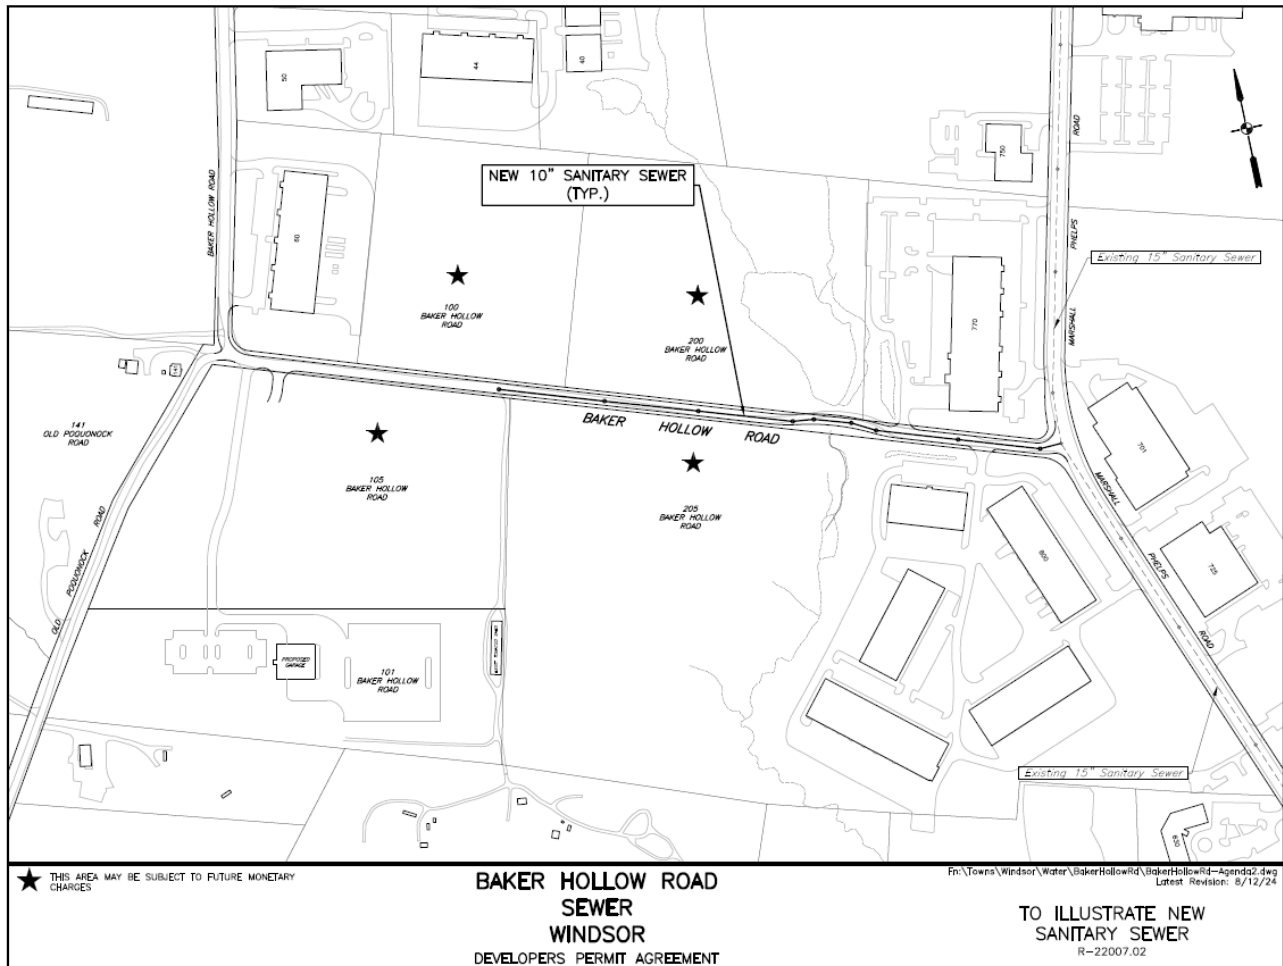 50
44
40
750
BAKER HOLLOW ROAD
60
NEW 10" SANITARY SEWER
(TYP.)
ROAD
PHELPS
MARSHALL
Existing 15" Sanitary Sewer
100
BAKER HOLLOW
ROAD
200
BAKER HOLLOW
ROAD
770
BAKER HOLLOW ROAD
141
OLD POQUONOCK
ROAD
105
BAKER HOLLOW
ROAD
205
BAKER HOLLOW
ROAD
701
MARSHALL
PHELPS
ROAD
800
725
OLD POQUONOCK ROAD
PROPOSED
GARAGE
101
BAKER HOLLOW
ROAD
Existing 15" Sanitary Sewer
830
THIS AREA MAY BE SUBJECT TO FUTURE MONETARY
CHARGES
BAKER HOLLOW ROAD
SEWER
WINDSOR
DEVELOPERS PERMIT AGREEMENT
Fn:\Towns\Windsor\Water\BakerHollowRd\BakerHollowRd-Agenda2.dwg
Latest Revision: 8/12/24
TO ILLUSTRATE NEW
SANITARY SEWER
R-22007.02